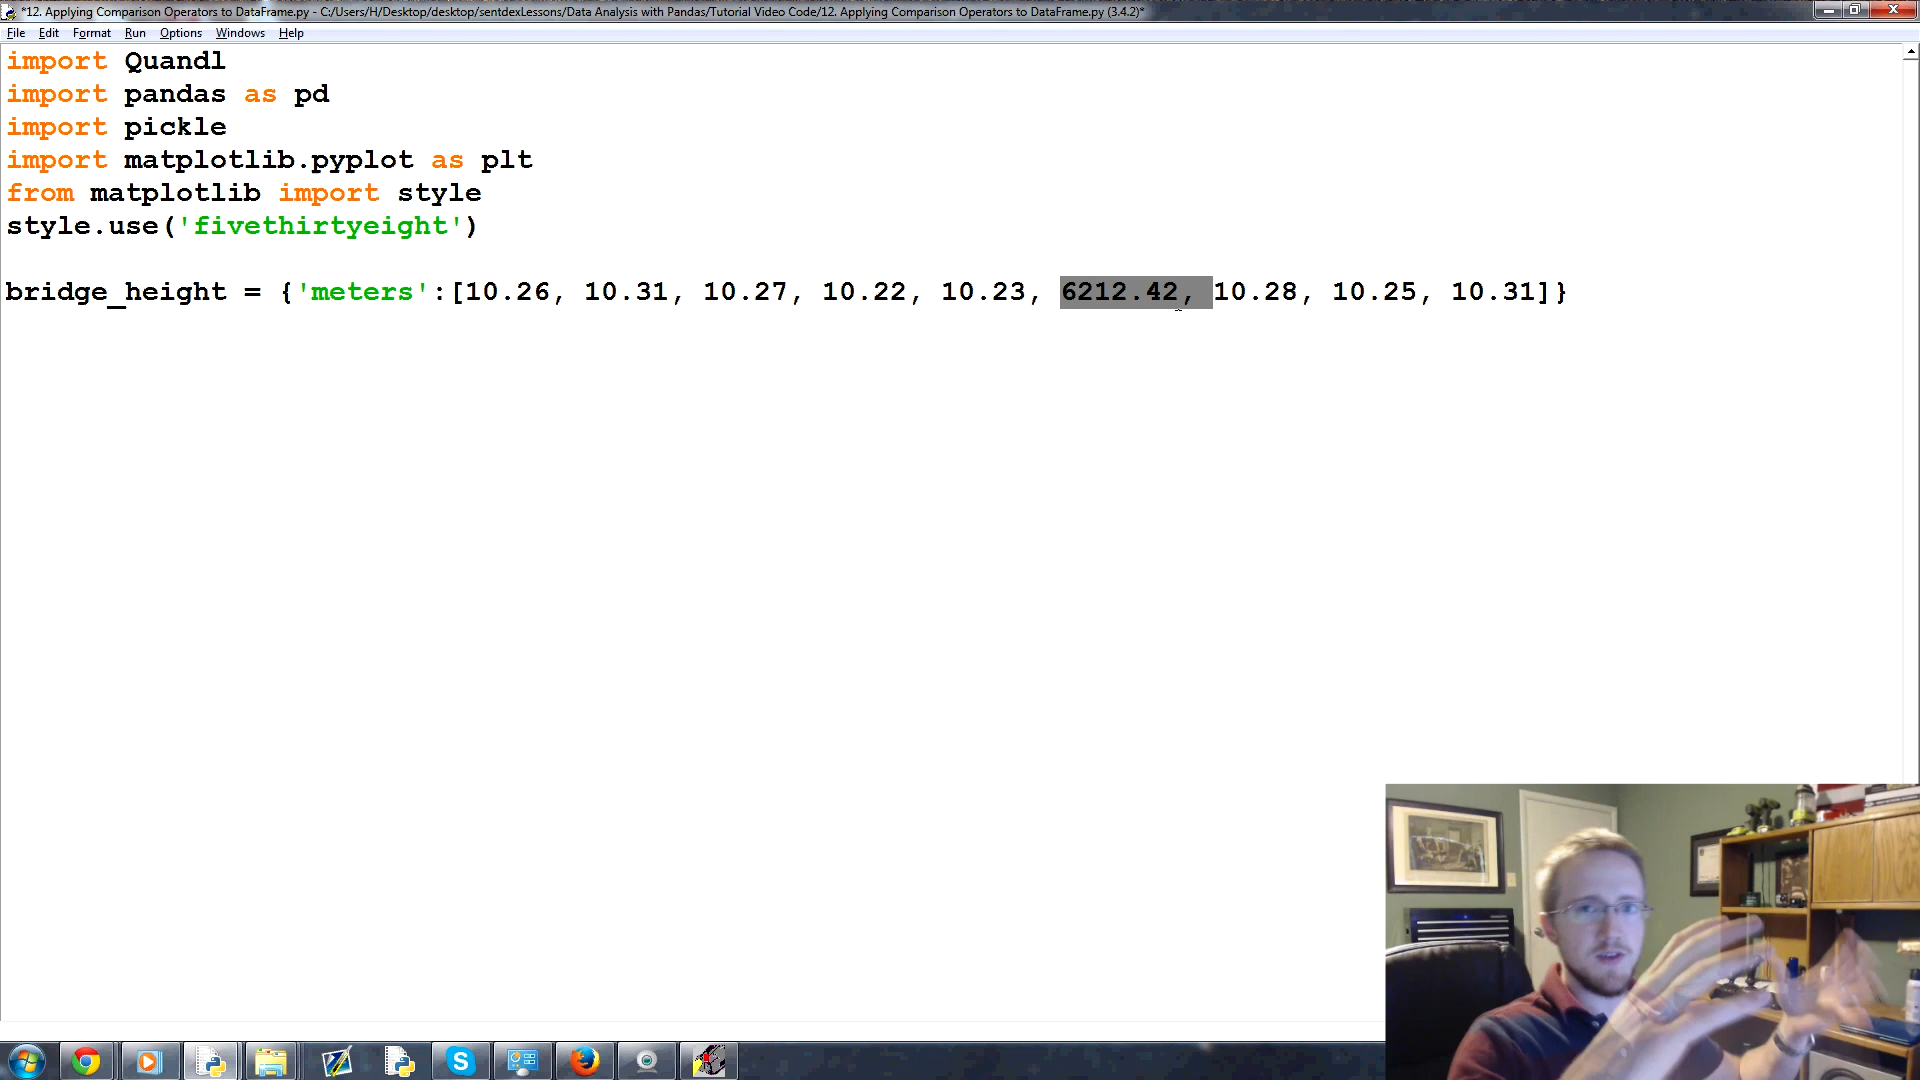 *12. Applying Comparison Operators to DataFrame.py - C:/Users/H/Desktop/desktop/sentdexLessons/Data Analysis with Pandas/Tutorial Video Code/12. Applying Comparison Operators to DataFrame.py (3.4.2)*
File Edit Format Run Options Windows Help
import Quandl
import pandas as pd
import pickle
import matplotlib.pyplot as plt
from matplotlib import style
style.use('fivethirtyeight')
bridge_height = {'meters':[10.26, 10.31, 10.27, 10.22, 10.23, 6212.42, 10.28, 10.25, 10.31]}